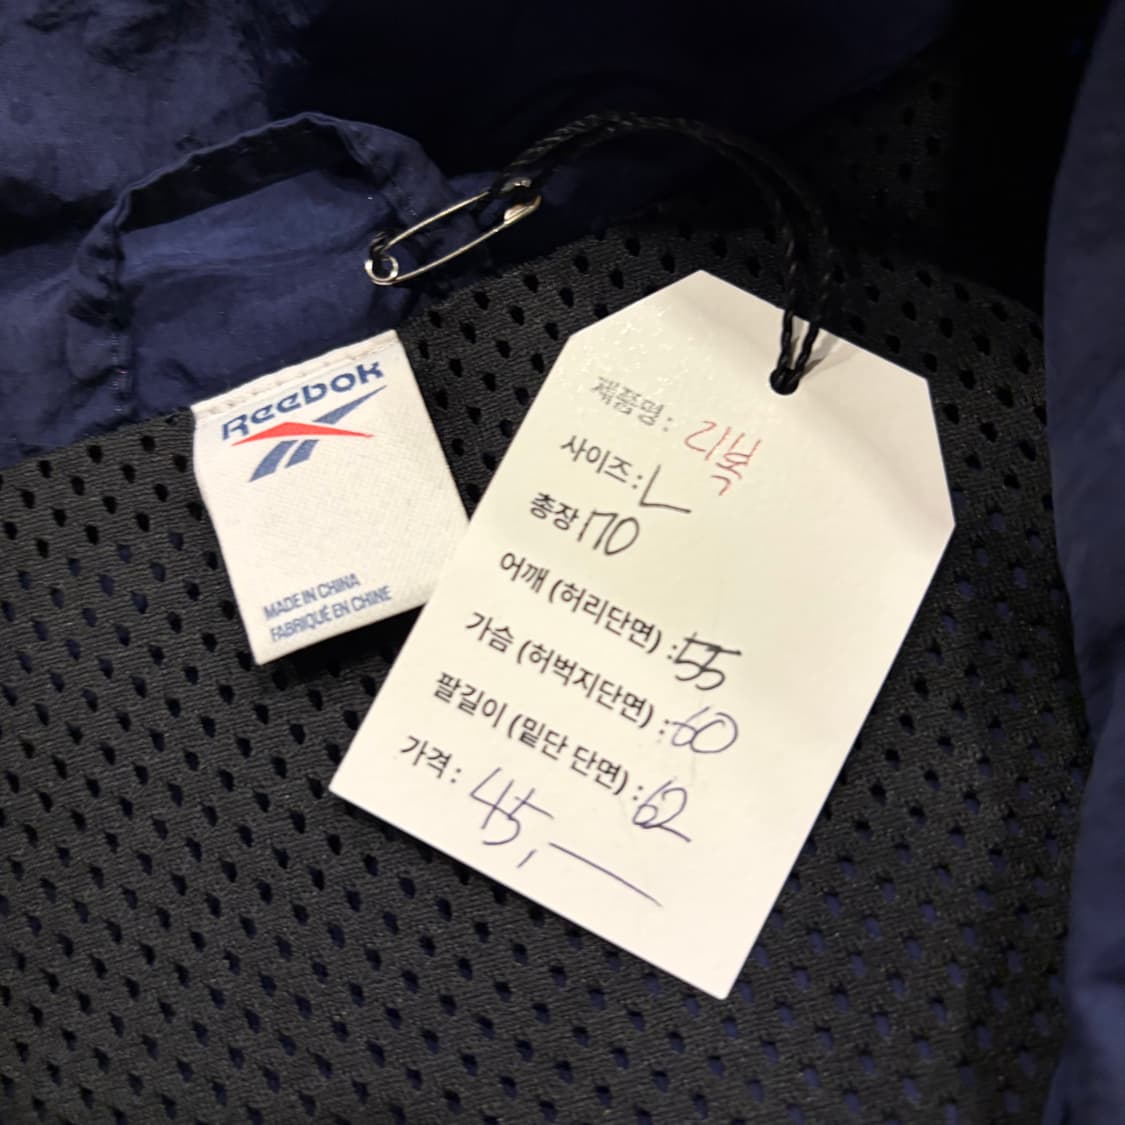 Reebok
MADE IN CHINA
FABRIQUÉ EN CHINE
제품명: 리복
사이즈: L
총장 70
어깨 (허리단면) : 55
가슴 (허벅지단면) : 60
팔길이 (밑단 단면) : 62
가격: 45,